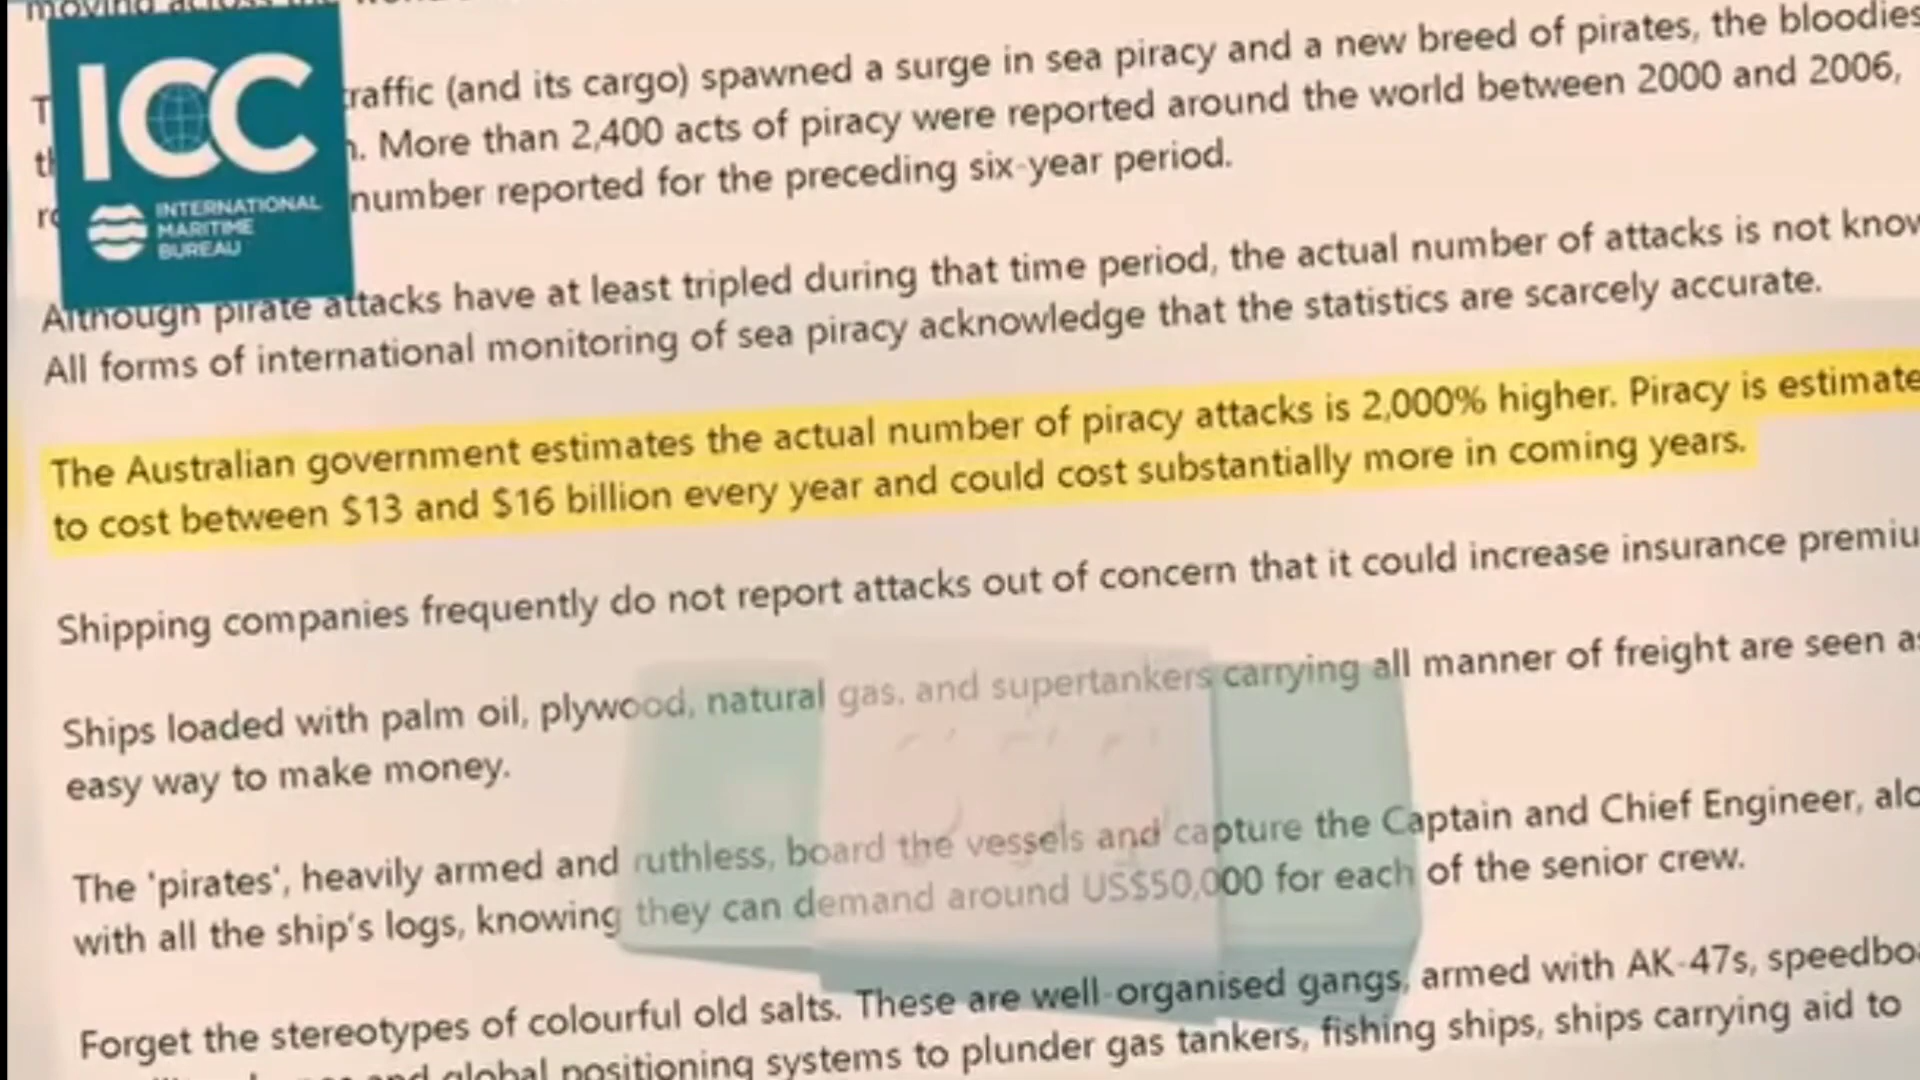 moving across the
ICC
INTERNATIONAL
MARITIME
BUREAU
traffic (and its cargo) spawned a surge in sea piracy and a new breed of pirates, the bloodies
More than 2,400 acts of piracy were reported around the world between 2000 and 2006,
number reported for the preceding six-year period.
Although pirate attacks have at least tripled during that time period, the actual number of attacks is not know
All forms of international monitoring of sea piracy acknowledge that the statistics are scarcely accurate.
The Australian government estimates the actual number of piracy attacks is 2,000% higher. Piracy is estimate
to cost between $13 and $16 billion every year and could cost substantially more in coming years.
Shipping companies frequently do not report attacks out of concern that it could increase insurance premiu
Ships loaded with palm oil, plywood, natural gas, and supertankers carrying all manner of freight are seen as
easy way to make money.
The 'pirates', heavily armed and ruthless, board the vessels and capture the Captain and Chief Engineer, alo
with all the ship's logs, knowing they can demand around US$50,000 for each of the senior crew.
Forget the stereotypes of colourful old salts. These are well-organised gangs, armed with AK-47s, speedboa
and global positioning systems to plunder gas tankers, fishing ships, ships carrying aid to